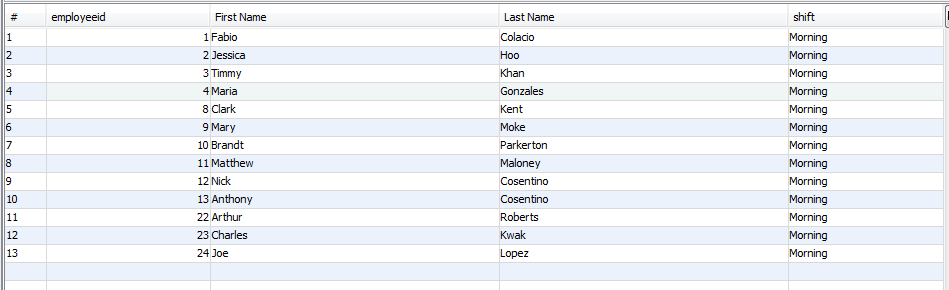 # employeeid First Name Last Name shift
1 1 Fabio Colacio Morning
2 2 Jessica Hoo Morning
3 3 Timmy Khan Morning
4 4 Maria Gonzales Morning
5 8 Clark Kent Morning
6 9 Mary Moke Morning
7 10 Brandt Parkerton Morning
8 11 Matthew Maloney Morning
9 12 Nick Cosentino Morning
10 13 Anthony Cosentino Morning
11 22 Arthur Roberts Morning
12 23 Charles Kwak Morning
13 24 Joe Lopez Morning